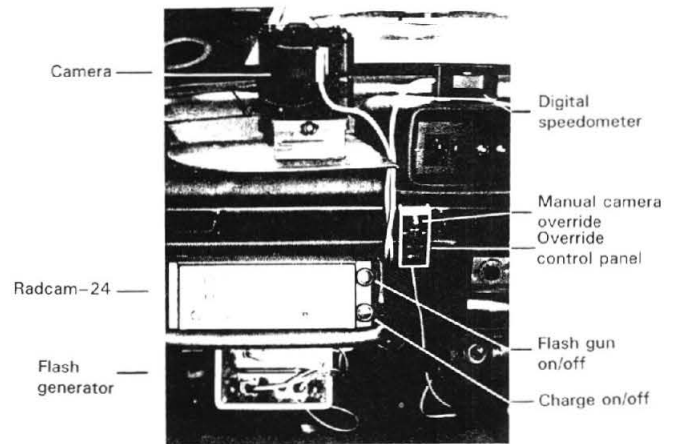 Camera
Digital
speedometer
Manual camera
override
Override
control panel
Radcam–24
Flash gun
on/off
Flash
generator
Charge on/off